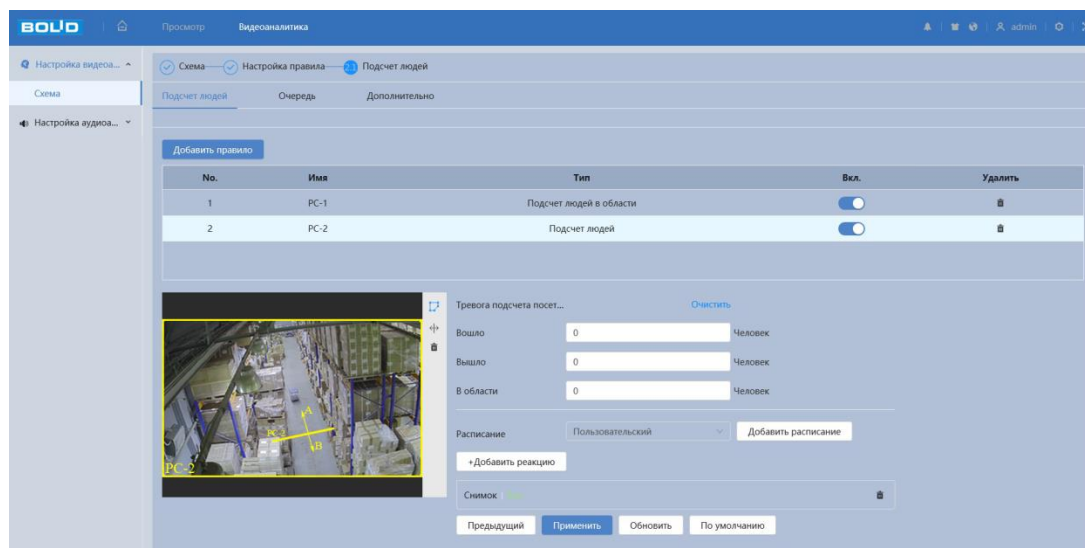 BOLID Просмотр Видеоаналитика admin
Настройка видеоа... Схема Настройка правила 2.1 Подсчет людей
Схема Подсчет людей Очередь Дополнительно
Настройка аудиоа...
Добавить правило
No. Имя Тип Вкл. Удалить
1 PC-1 Подсчет людей в области
2 PC-2 Подсчет людей
Тревога подсчета посет... Очистить
Вошло 0 Человек
Вышло 0 Человек
В области 0 Человек
A
B
PC-2
Расписание Пользовательский Добавить расписание
+Добавить реакцию
Снимок
Предыдущий Применить Обновить По умолчанию